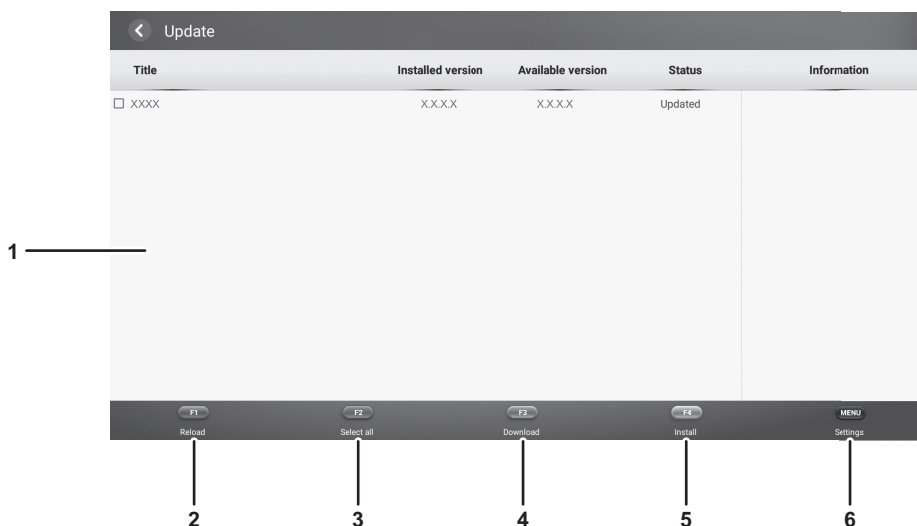 Update
Title Installed version Available version Status Information
XXXX X.X.X.X X.X.X.X Updated
1
F1 F2 F3 F4 MENU
Reload Select all Download Install Settings
2 3 4 5 6